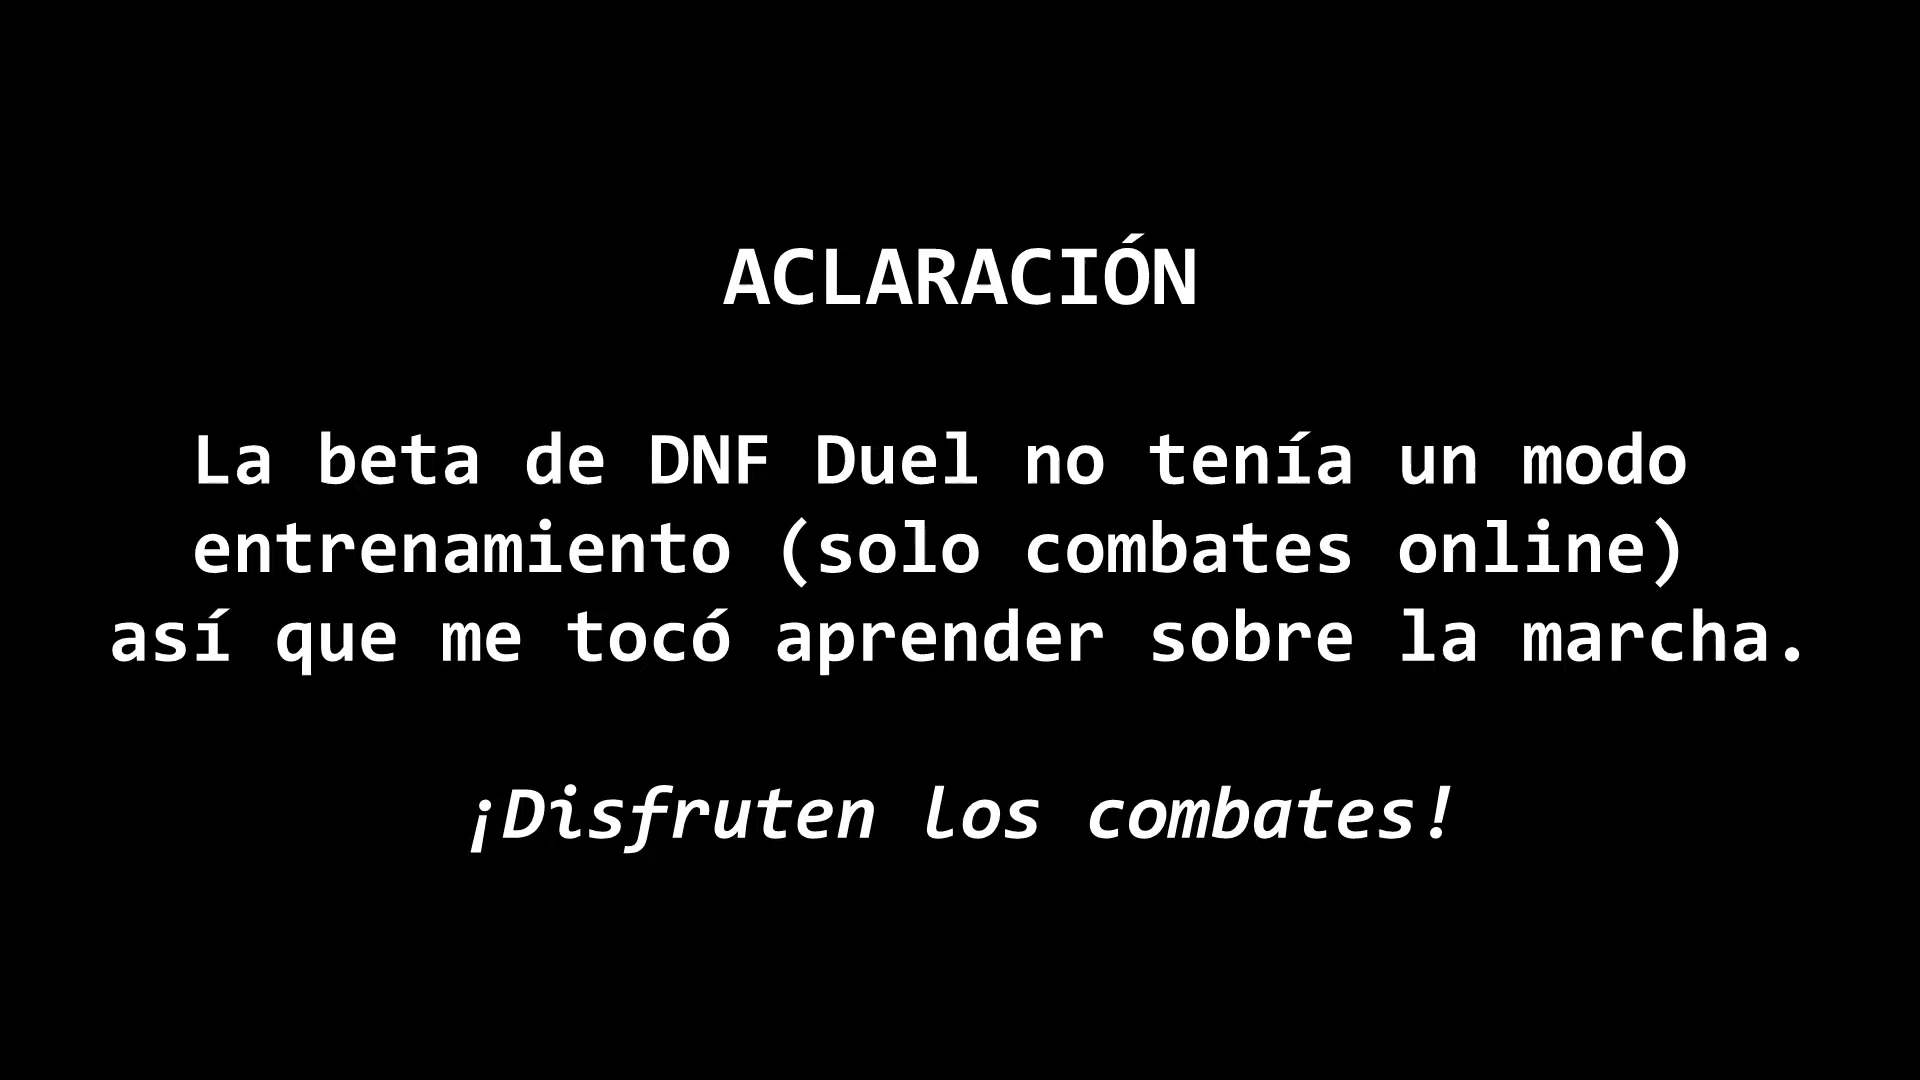 ACLARACIÓN
La beta de DNF Duel no tenía un modo
entrenamiento (solo combates online)
así que me tocó aprender sobre la marcha.
¡Disfruten los combates!